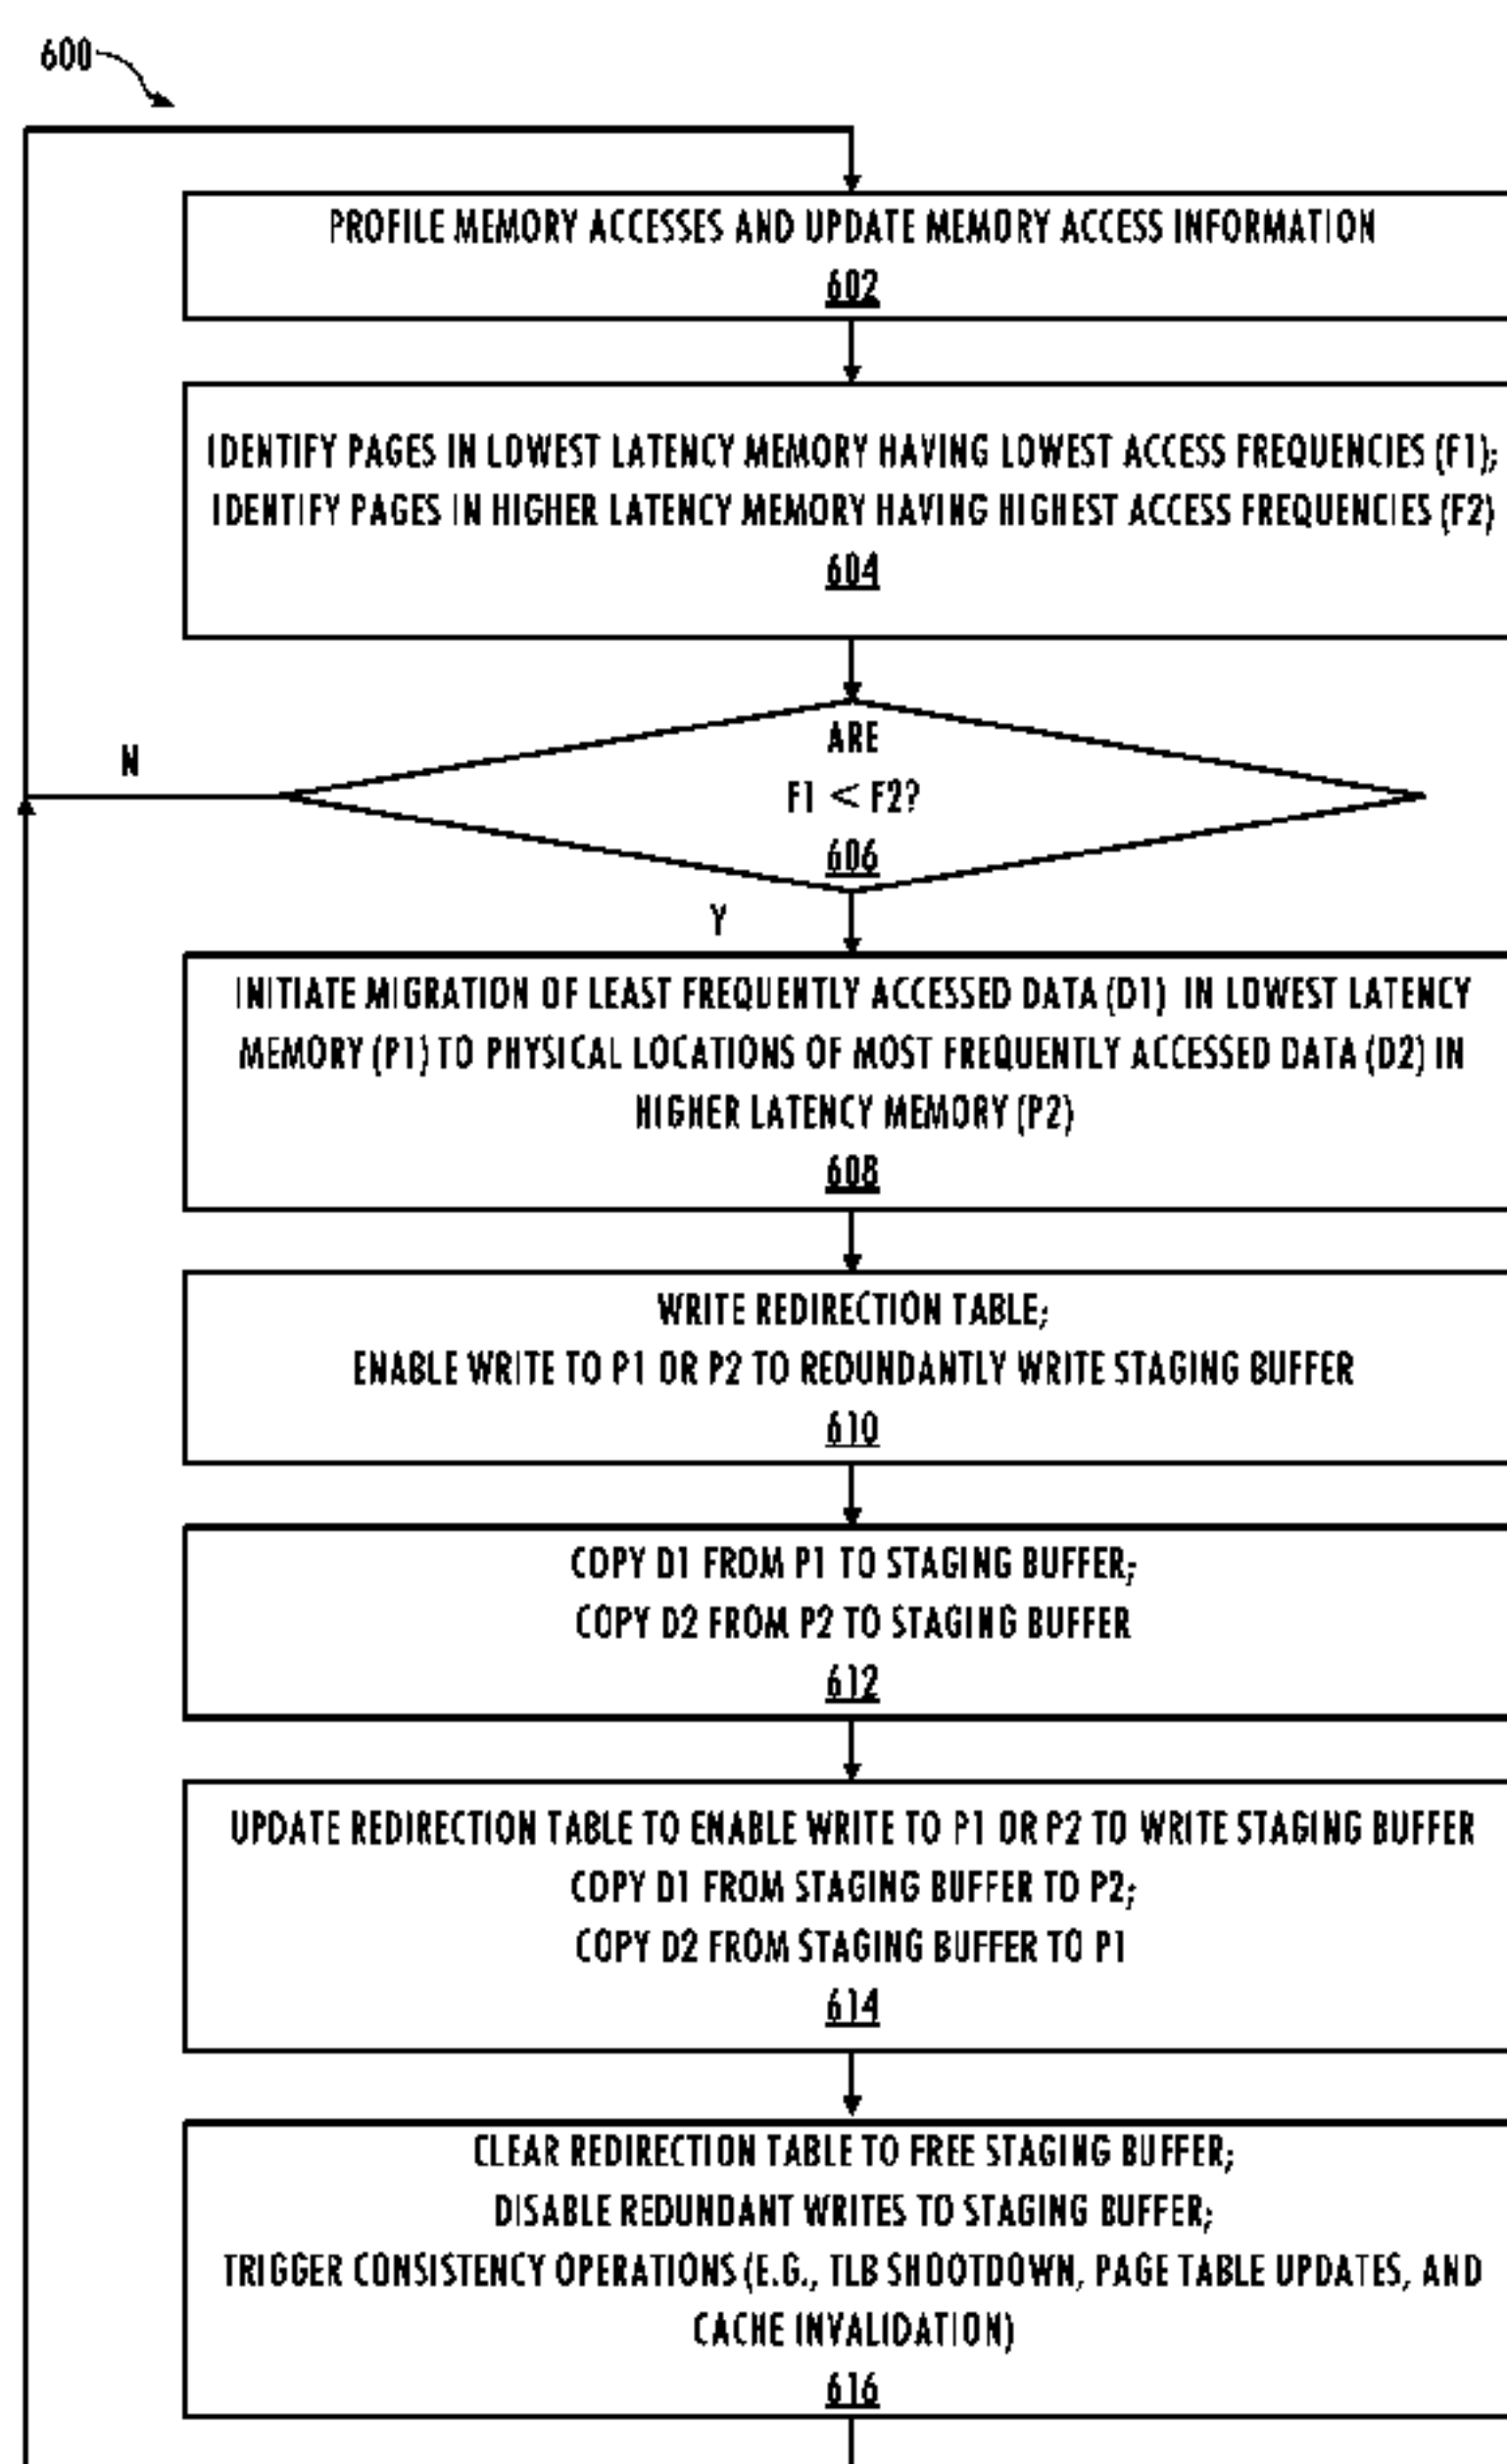 600
PROFILE MEMORY ACCESSES AND UPDATE MEMORY ACCESS INFORMATION
602
IDENTIFY PAGES IN LOWEST LATENCY MEMORY HAVING LOWEST ACCESS FREQUENCIES (F1);
IDENTIFY PAGES IN HIGHER LATENCY MEMORY HAVING HIGHEST ACCESS FREQUENCIES (F2)
604
ARE
F1 < F2?
606
N
Y
INITIATE MIGRATION OF LEAST FREQUENTLY ACCESSED DATA (D1) IN LOWEST LATENCY
MEMORY (P1) TO PHYSICAL LOCATIONS OF MOST FREQUENTLY ACCESSED DATA (D2) IN
HIGHER LATENCY MEMORY (P2)
608
WRITE REDIRECTION TABLE;
ENABLE WRITE TO P1 OR P2 TO REDUNDANTLY WRITE STAGING BUFFER
610
COPY D1 FROM P1 TO STAGING BUFFER;
COPY D2 FROM P2 TO STAGING BUFFER
612
UPDATE REDIRECTION TABLE TO ENABLE WRITE TO P1 OR P2 TO WRITE STAGING BUFFER
COPY D1 FROM STAGING BUFFER TO P2;
COPY D2 FROM STAGING BUFFER TO P1
614
CLEAR REDIRECTION TABLE TO FREE STAGING BUFFER;
DISABLE REDUNDANT WRITES TO STAGING BUFFER;
TRIGGER CONSISTENCY OPERATIONS (E.G., TLB SHOOTDOWN, PAGE TABLE UPDATES, AND
CACHE INVALIDATION)
616